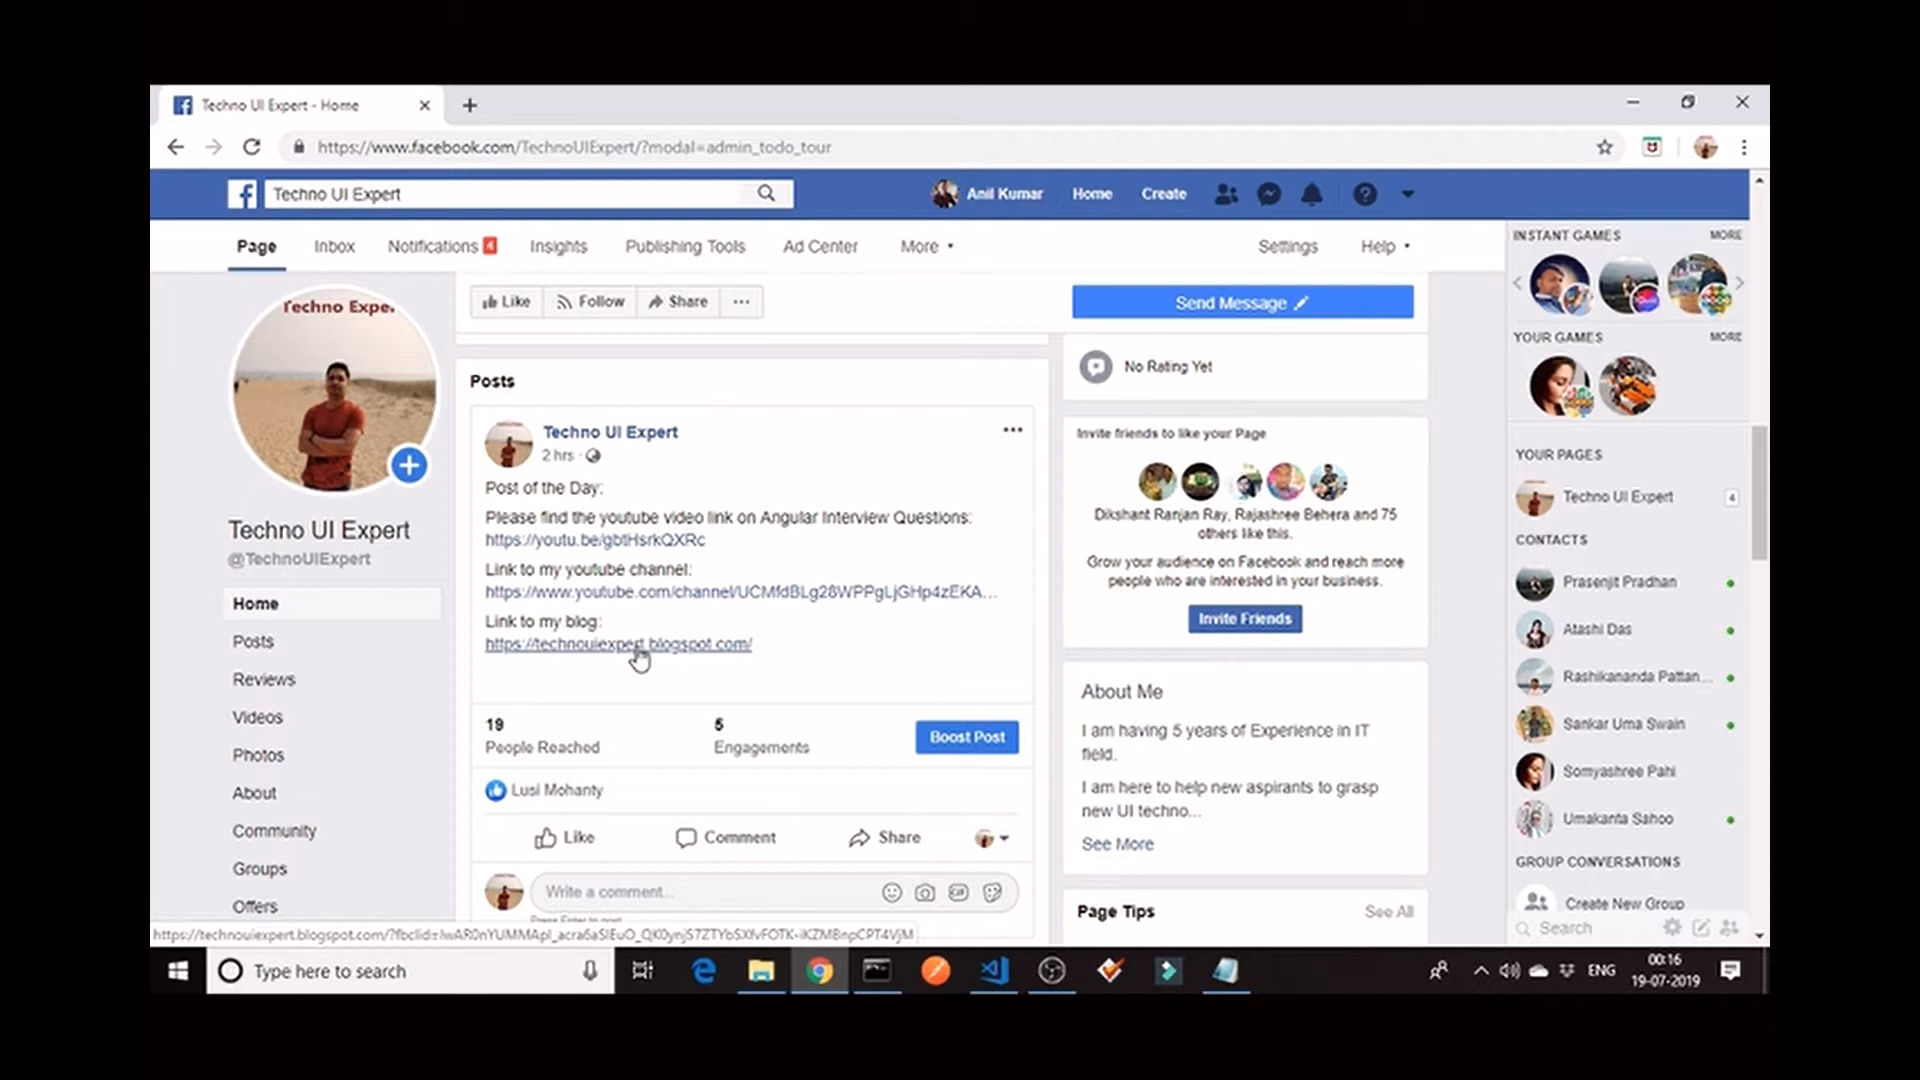 Techno UI Expert - Home
https://www.facebook.com/TechnoUIExpert/?modal=admin_todo_tour
Techno UI Expert
Anil Kumar
Home
Create
Page
Inbox
Notifications 4
Insights
Publishing Tools
Ad Center
More
Settings
Help
Techno Exper
Techno UI Expert
@TechnoUIExpert
Home
Posts
Reviews
Videos
Photos
About
Community
Groups
Offers
Like
Follow
Share
Send Message
Posts
Techno UI Expert
2 hrs ·
Post of the Day:
Please find the youtube video link on Angular Interview Questions:
https://youtu.be/gbtHsrkQXRc
Link to my youtube channel:
https://www.youtube.com/channel/UCMfdBLg28WPPgLjGHp4zEKA...
Link to my blog:
https://technouiexpert.blogspot.com/
19
People Reached
5
Engagements
Boost Post
Lusi Mohanty
Like
Comment
Share
Write a comment...
Press Enter to post.
No Rating Yet
Invite friends to like your Page
Dikshant Ranjan Ray, Rajashree Behera and 75
others like this.
Grow your audience on Facebook and reach more
people who are interested in your business.
Invite Friends
About Me
I am having 5 years of Experience in IT
field.
I am here to help new aspirants to grasp
new UI techno...
See More
Page Tips
See All
INSTANT GAMES
MORE
YOUR GAMES
MORE
YOUR PAGES
Techno UI Expert
4
CONTACTS
Prasenjit Pradhan
Atashi Das
Rashikananda Pattan...
Sankar Uma Swain
Somyashree Pahi
Umakanta Sahoo
GROUP CONVERSATIONS
Create New Group
Search
Type here to search
ENG
00:16
19-07-2019